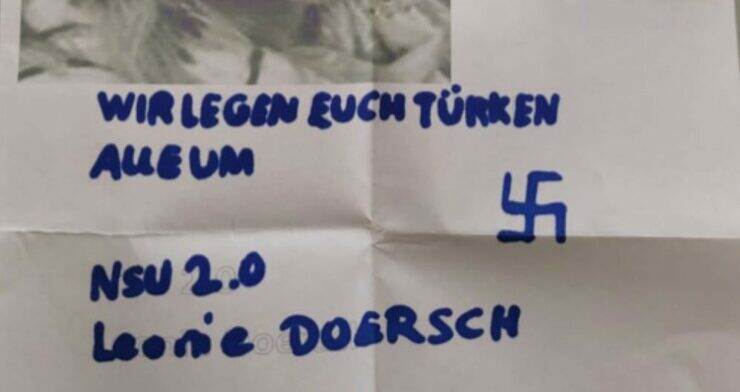 WIR LEGEN EUCH TÜRKEN
ALLE UM
NSU 2.0
Leonie DOERSCH